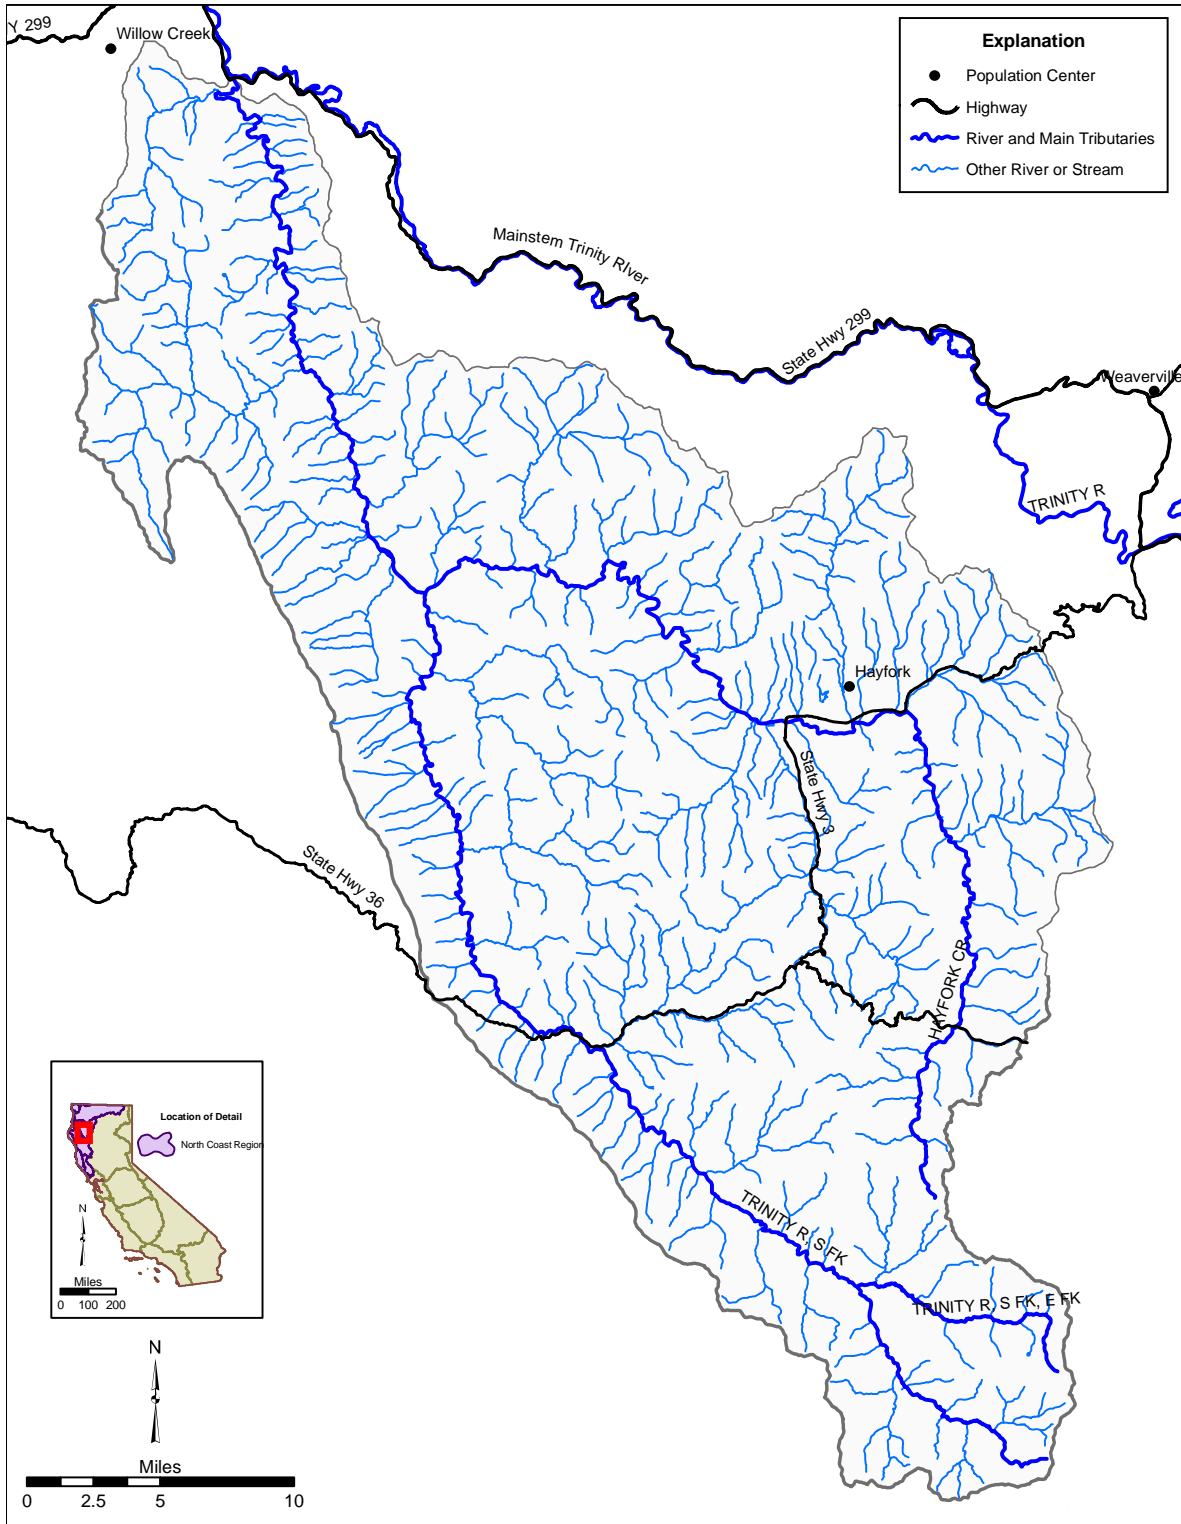 Y 299
Willow Creek
Explanation
Population Center
Highway
River and Main Tributaries
Other River or Stream
Mainstem Trinity RIver
State Hwy 299
Weaverville
TRINITY R
Hayfork
State Hwy 3
State Hwy 36
HAYFORK CR
Location of Detail
North Coast Region
N
Miles
0 100 200
TRINITY R, S FK
TRINITY R, S FK, E FK
N
Miles
0 2.5 5 10